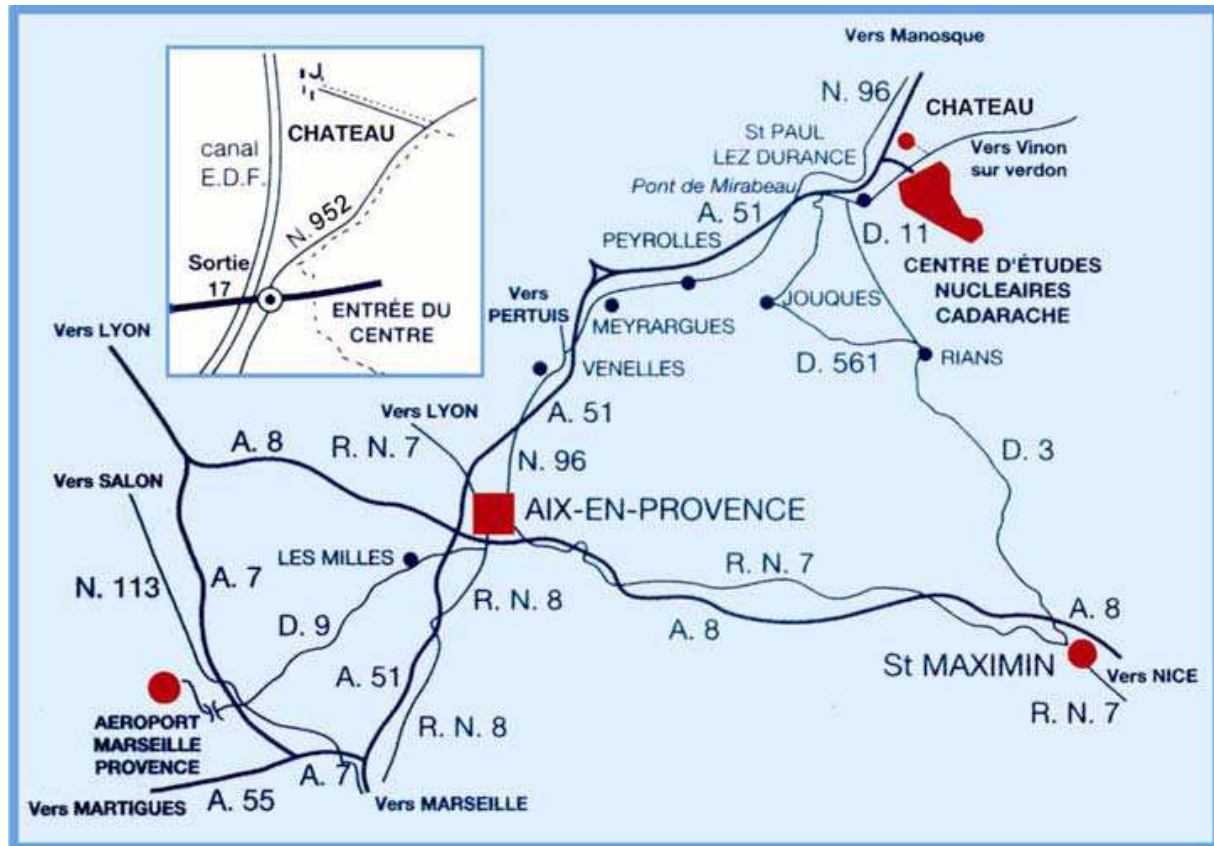 Vers Manosque
N. 96
CHATEAU
St PAUL
LEZ DURANCE
Vers Vinon
sur verdon
Pont de Mirabeau
A. 51
D. 11
PEYROLLES
CENTRE D'ÉTUDES
NUCLEAIRES
CADARACHE
canal
E.D.F.
CHATEAU
N. 952
Sortie
17
ENTRÉE DU
CENTRE
Vers
PERTUIS
MEYRARGUES
JOUQUES
VENELLES
D. 561
RIANS
Vers LYON
Vers LYON
A. 51
A. 8
R. N. 7
N. 96
D. 3
Vers SALON
AIX-EN-PROVENCE
LES MILLES
N. 113
A. 7
R. N. 8
R. N. 7
D. 9
A. 8
A. 8
A. 51
St MAXIMIN
Vers NICE
R. N. 7
R. N. 8
AEROPORT
MARSEILLE
PROVENCE
A. 7
Vers MARTIGUES
A. 55
Vers MARSEILLE